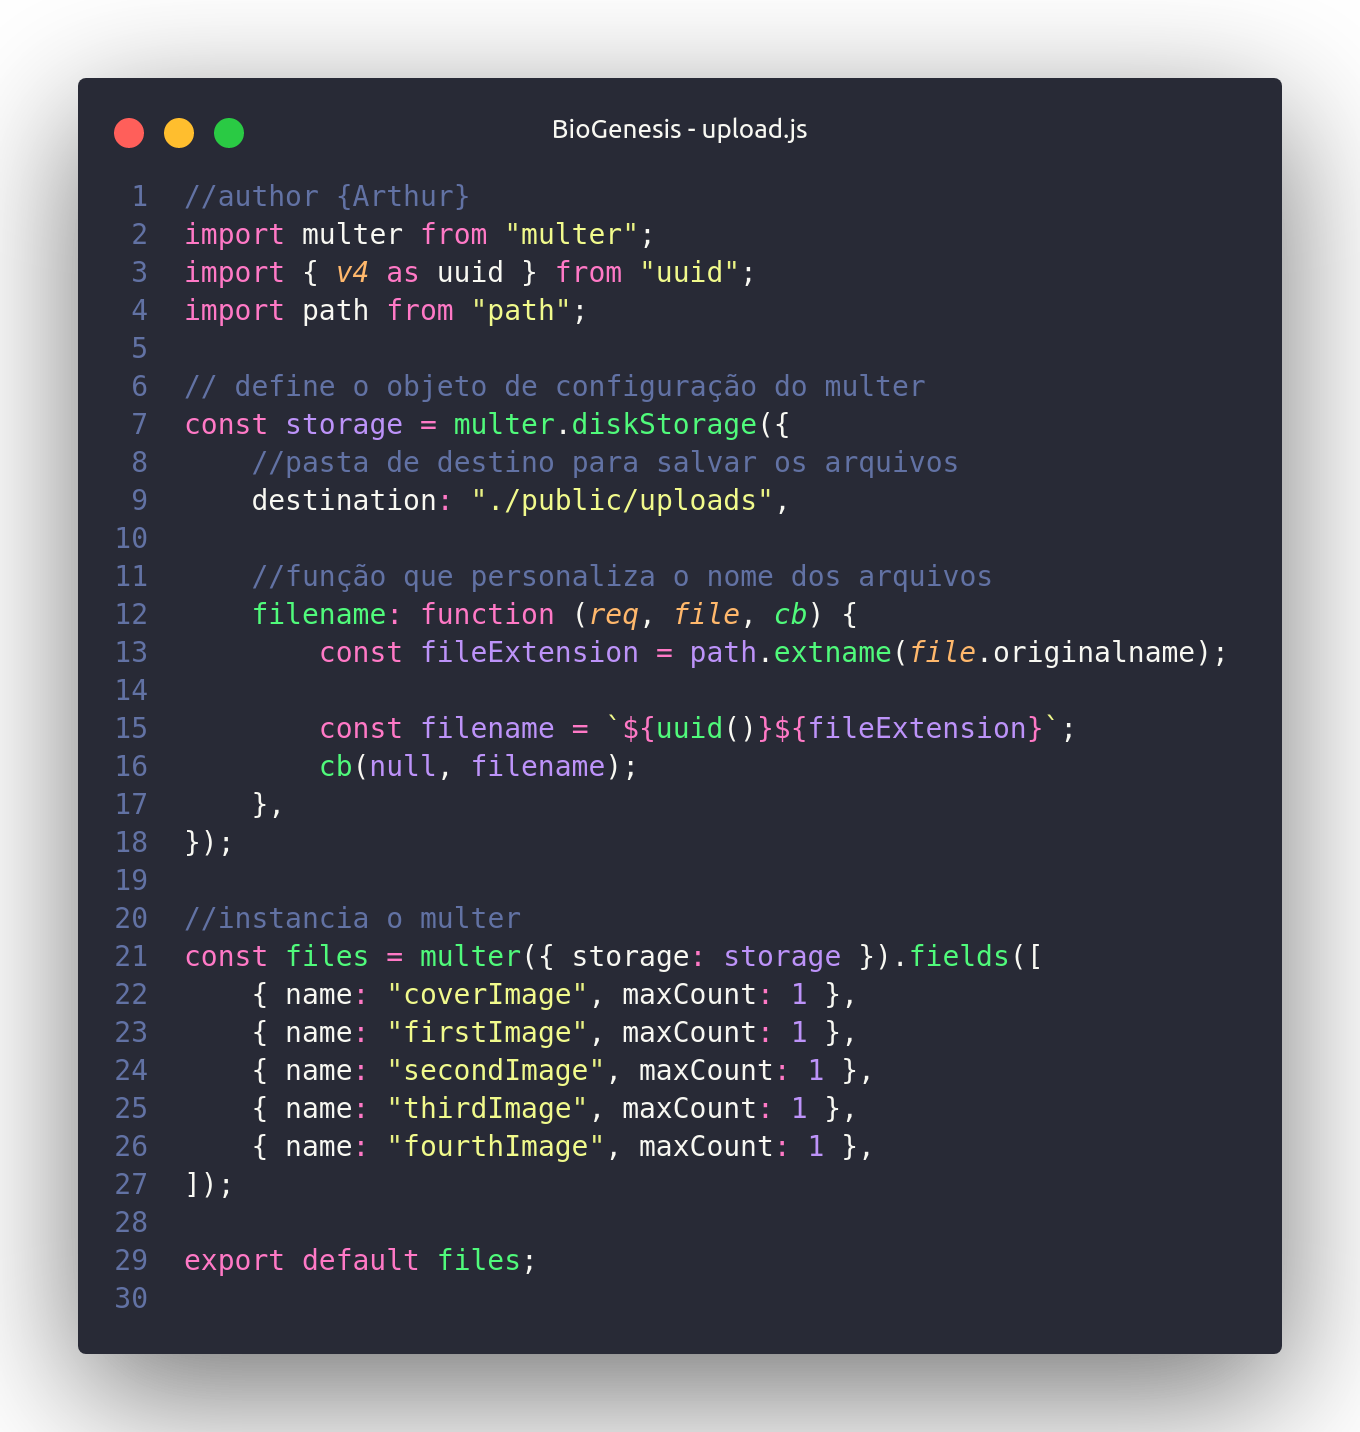 BioGenesis - upload.js
1 //author {Arthur}
2 import multer from "multer";
3 import { v4 as uuid } from "uuid";
4 import path from "path";
5
6 // define o objeto de configuração do multer
7 const storage = multer.diskStorage({
8     //pasta de destino para salvar os arquivos
9     destination: "./public/uploads",
10
11     //função que personaliza o nome dos arquivos
12     filename: function (req, file, cb) {
13         const fileExtension = path.extname(file.originalname);
14
15         const filename = `${uuid()}${fileExtension}`;
16         cb(null, filename);
17     },
18 });
19
20 //instancia o multer
21 const files = multer({ storage: storage }).fields([
22     { name: "coverImage", maxCount: 1 },
23     { name: "firstImage", maxCount: 1 },
24     { name: "secondImage", maxCount: 1 },
25     { name: "thirdImage", maxCount: 1 },
26     { name: "fourthImage", maxCount: 1 },
27 ]);
28
29 export default files;
30